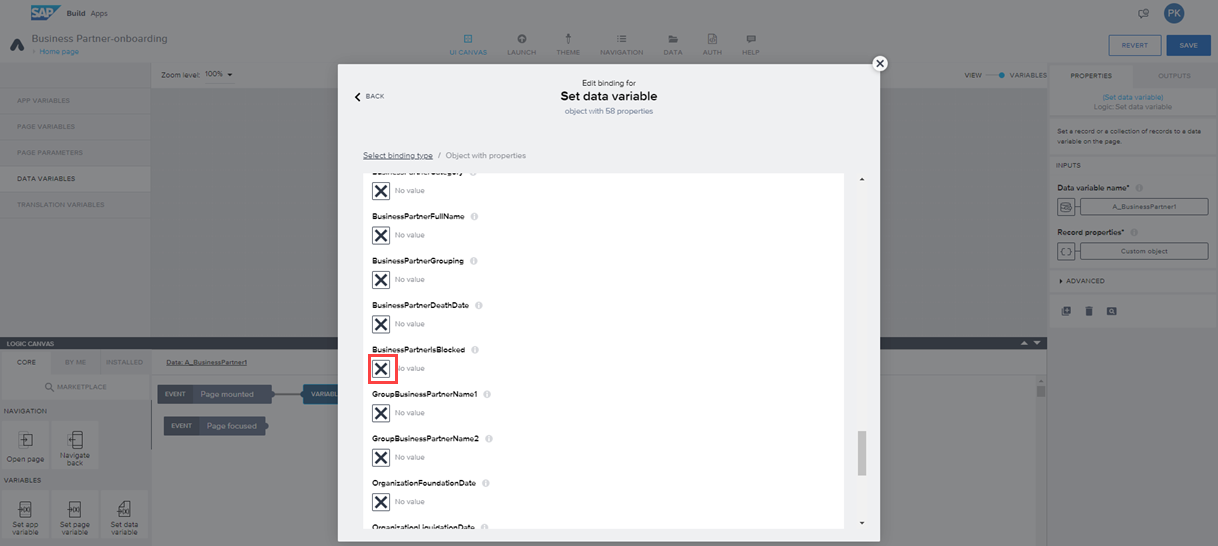 SAP Build Apps
PK
Business Partner-onboarding
Home page
UI CANVAS
LAUNCH
THEME
NAVIGATION
DATA
AUTH
HELP
REVERT
SAVE
Zoom level: 100%
VIEW
VARIABLES
PROPERTIES
OUTPUTS
APP VARIABLES
PAGE VARIABLES
PAGE PARAMETERS
DATA VARIABLES
TRANSLATION VARIABLES
BACK
Edit binding for
Set data variable
object with 58 properties
Select binding type / Object with properties
BusinessPartnerCategory
No value
BusinessPartnerFullName
No value
BusinessPartnerGrouping
No value
BusinessPartnerDeathDate
No value
BusinessPartnerIsBlocked
No value
GroupBusinessPartnerName1
No value
GroupBusinessPartnerName2
No value
OrganizationFoundationDate
No value
OrganizationLiquidationDate
(Set data variable)
Logic: Set data variable
Set a record or a collection of records to a data
variable on the page.
INPUTS
Data variable name*
A_BusinessPartner1
Record properties*
Custom object
ADVANCED
LOGIC CANVAS
CORE
BY ME
INSTALLED
Data: A_BusinessPartner1
MARKETPLACE
EVENT Page mounted
VARIABL
EVENT Page focused
NAVIGATION
Open page
Navigate
back
VARIABLES
Set app
variable
Set page
variable
Set data
variable